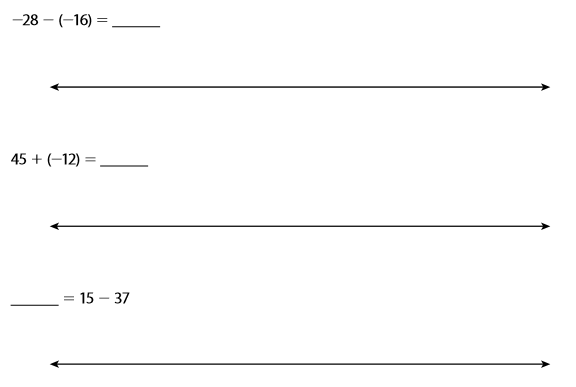 −28 − (−16) = ______
45 + (−12) = ______
______ = 15 − 37